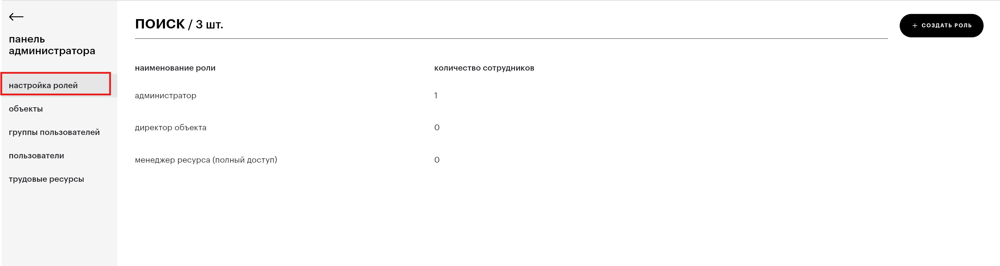 панель
администратора
настройка ролей
объекты
группы пользователей
пользователи
трудовые ресурсы
ПОИСК / 3 шт.
+ СОЗДАТЬ РОЛЬ
наименование роли количество сотрудников
администратор 1
директор объекта 0
менеджер ресурса (полный доступ) 0